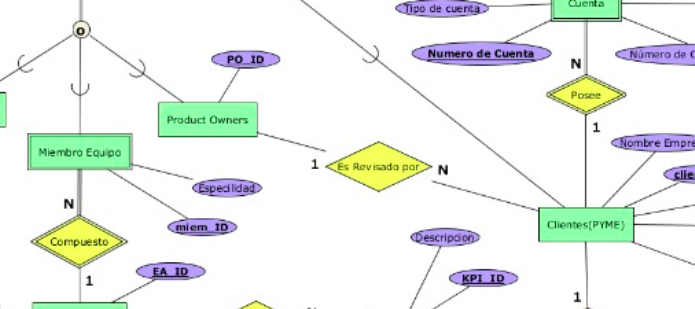 Cuenta
Tipo de cuenta
o
Numero de Cuenta
Número de C
PO_ID
N
Posee
Product Owners
1
Nombre Empre
Miembro Equipo
1
Es Revisado por
N
clie
Especilidad
N
miem_ID
Clientes(PYME)
Compuesto
Descripcion
EA_ID
1
KPI_ID
1